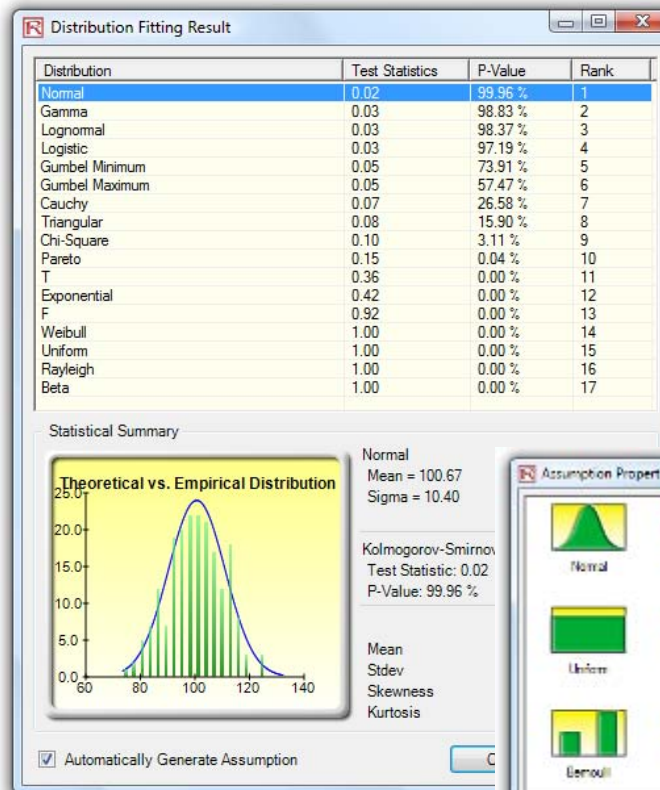 Distribution Fitting Result
Distribution Test Statistics P-Value Rank
Normal 0.02 99.96 % 1
Gamma 0.03 98.83 % 2
Lognormal 0.03 98.37 % 3
Logistic 0.03 97.19 % 4
Gumbel Minimum 0.05 73.91 % 5
Gumbel Maximum 0.05 57.47 % 6
Cauchy 0.07 26.58 % 7
Triangular 0.08 15.90 % 8
Chi-Square 0.10 3.11 % 9
Pareto 0.15 0.04 % 10
T 0.36 0.00 % 11
Exponential 0.42 0.00 % 12
F 0.92 0.00 % 13
Weibull 1.00 0.00 % 14
Uniform 1.00 0.00 % 15
Rayleigh 1.00 0.00 % 16
Beta 1.00 0.00 % 17
Statistical Summary
Theoretical vs. Empirical Distribution
25.0
20.0
15.0
10.0
5.0
0.0
60 80 100 120 140
Normal
Mean = 100.67
Sigma = 10.40
Kolmogorov-Smirnov
Test Statistic: 0.02
P-Value: 99.96 %
Mean
Stdev
Skewness
Kurtosis
Automatically Generate Assumption
Assumption Propert
Normal
Uniform
Bernoulli